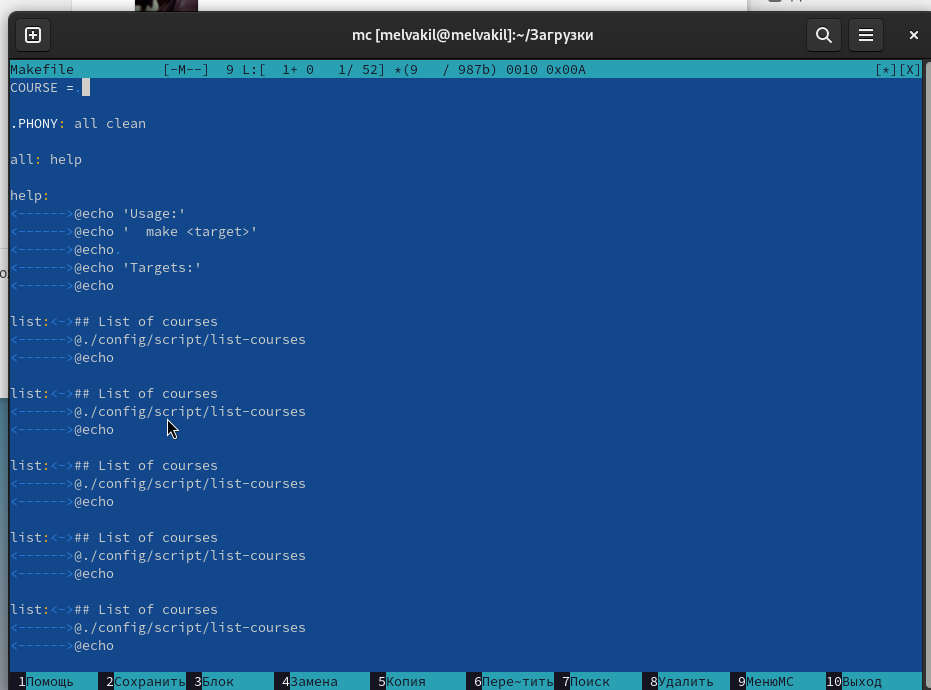 mc [melvakil@melvakil]:~/Загрузки
Makefile [-M--] 9 L:[ 1+ 0 1/ 52] *(9 / 987b) 0010 0x00A [*][X]
COURSE =.
.PHONY: all clean
all: help
help:
<------>@echo 'Usage:'
<------>@echo '  make <target>'
<------>@echo.
<------>@echo 'Targets:'
<------>@echo
list:<->## List of courses
<------>@./config/script/list-courses
<------>@echo
list:<->## List of courses
<------>@./config/script/list-courses
<------>@echo
list:<->## List of courses
<------>@./config/script/list-courses
<------>@echo
list:<->## List of courses
<------>@./config/script/list-courses
<------>@echo
list:<->## List of courses
<------>@./config/script/list-courses
<------>@echo
1Помощь 2Сохранить 3Блок 4Замена 5Копия 6Пере~тить 7Поиск 8Удалить 9МенюMC 10Выход